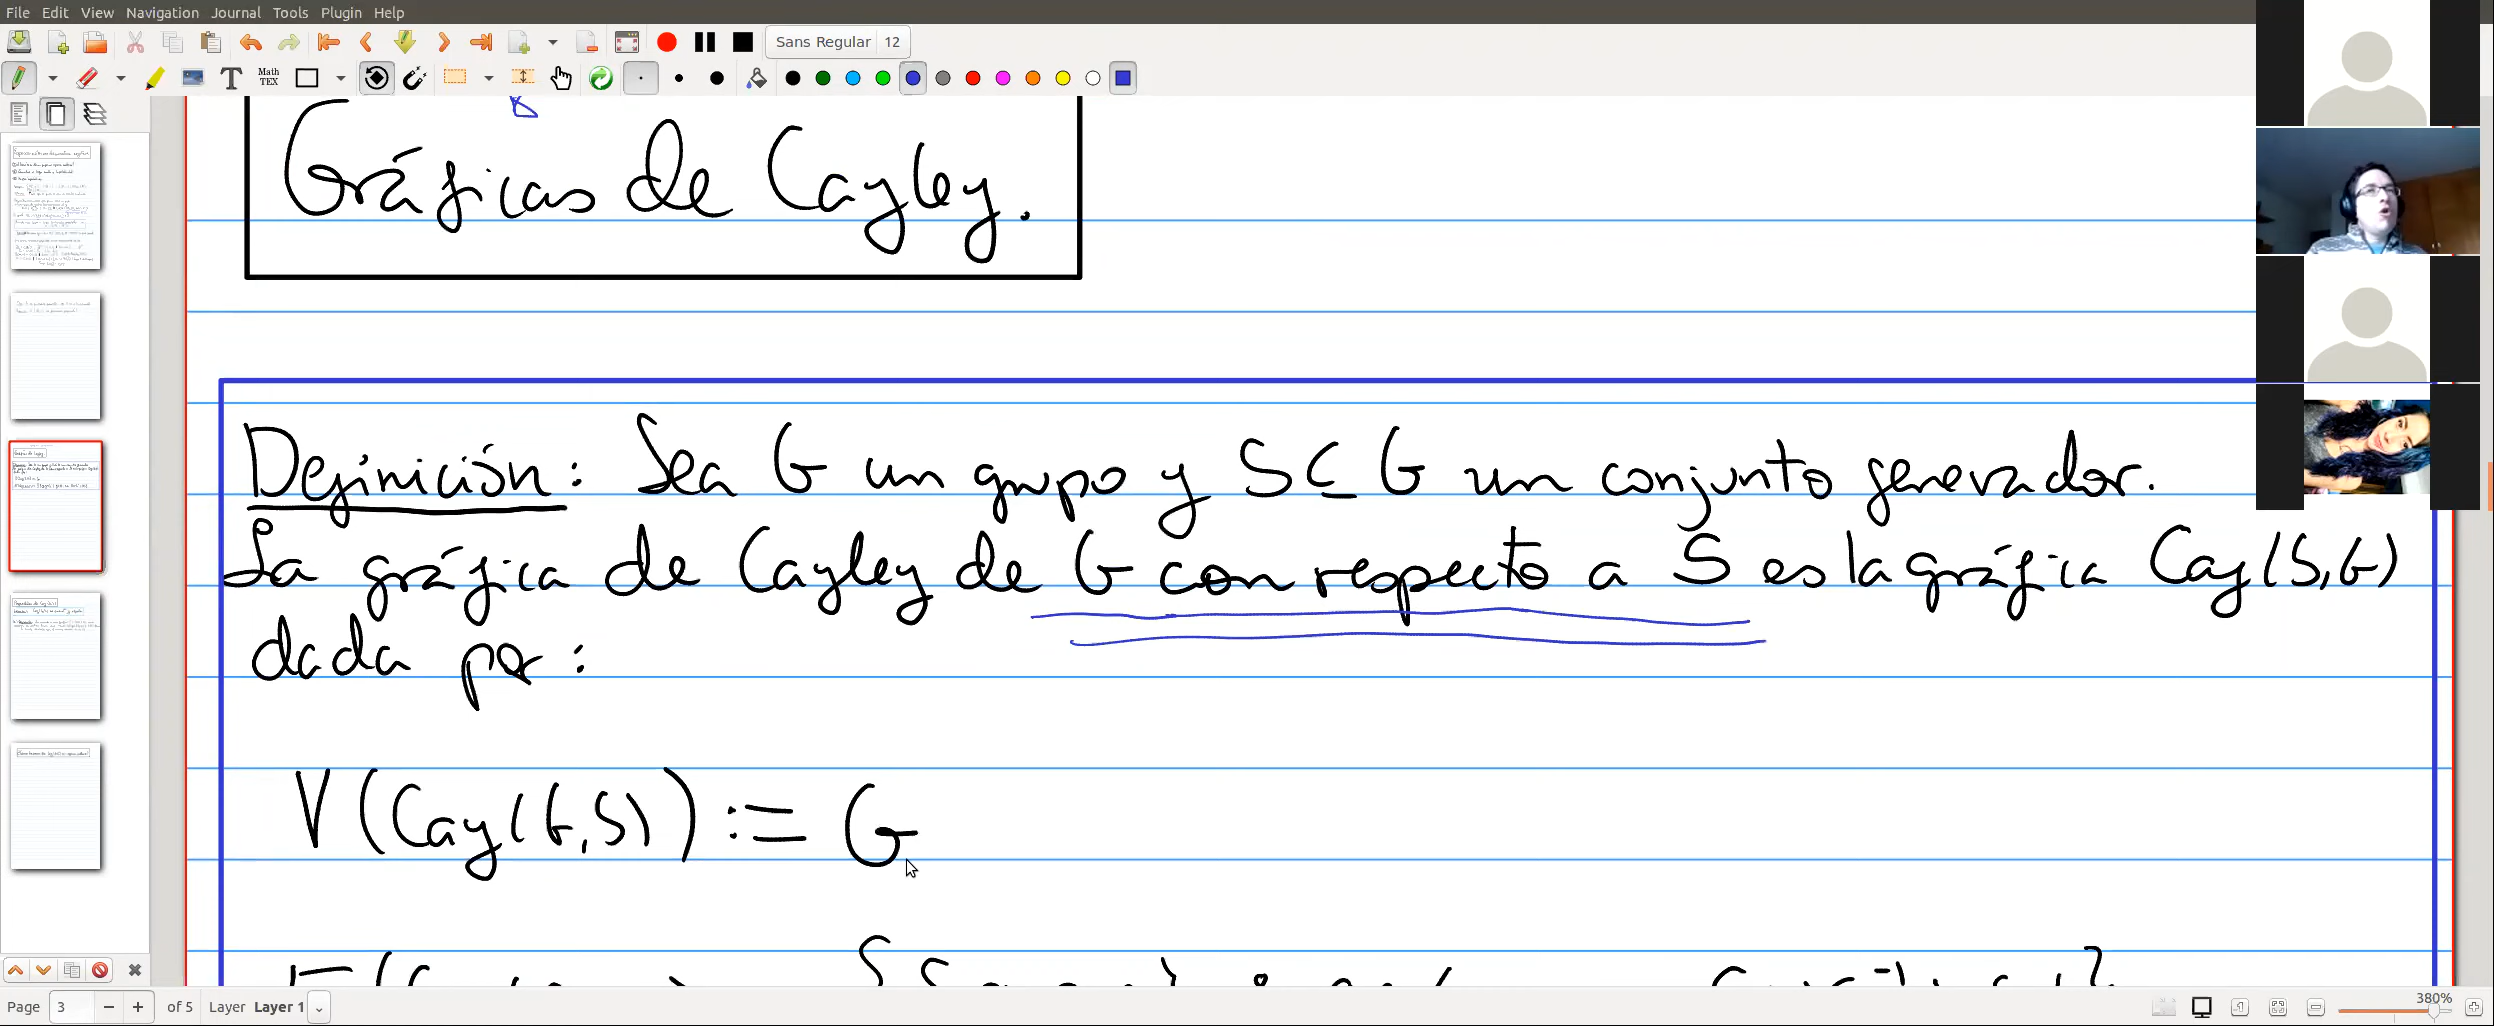 File Edit View Navigation Journal Tools Plugin Help
Sans Regular 12
Math TEX
Gráficas de Cayley.
Definición: Sea G un grupo y S ⊆ G un conjunto generador.
La gráfica de Cayley de G con respecto a S es la gráfica Cay(S,G)
dada por:
V(Cay(G,S)) := G
Page 3 of 5 Layer Layer 1
380%